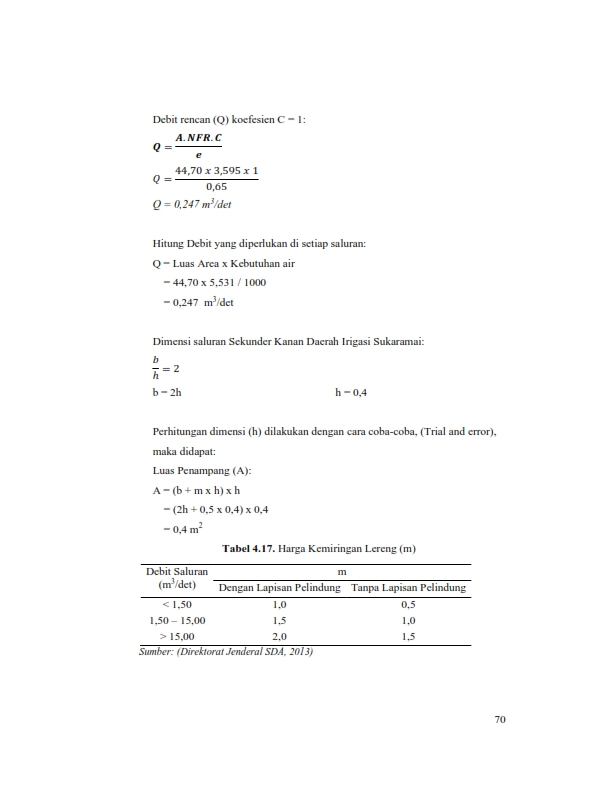 Debit rencan (Q) koefesien C = 1:
Q = A.NFR.C / e
Q = 44,70 x 3,595 x 1 / 0,65
Q = 0,247 m³/det
Hitung Debit yang diperlukan di setiap saluran:
Q = Luas Area x Kebutuhan air
= 44,70 x 5,531 / 1000
= 0,247 m³/det
Dimensi saluran Sekunder Kanan Daerah Irigasi Sukaramai:
b / h = 2
b = 2h h = 0,4
Perhitungan dimensi (h) dilakukan dengan cara coba-coba, (Trial and error),
maka didapat:
Luas Penampang (A):
A = (b + m x h) x h
= (2h + 0,5 x 0,4) x 0,4
= 0,4 m²
Tabel 4.17. Harga Kemiringan Lereng (m)
Debit Saluran m
(m³/det) Dengan Lapisan Pelindung Tanpa Lapisan Pelindung
< 1,50 1,0 0,5
1,50 – 15,00 1,5 1,0
> 15,00 2,0 1,5
Sumber: (Direktorat Jenderal SDA, 2013)
70